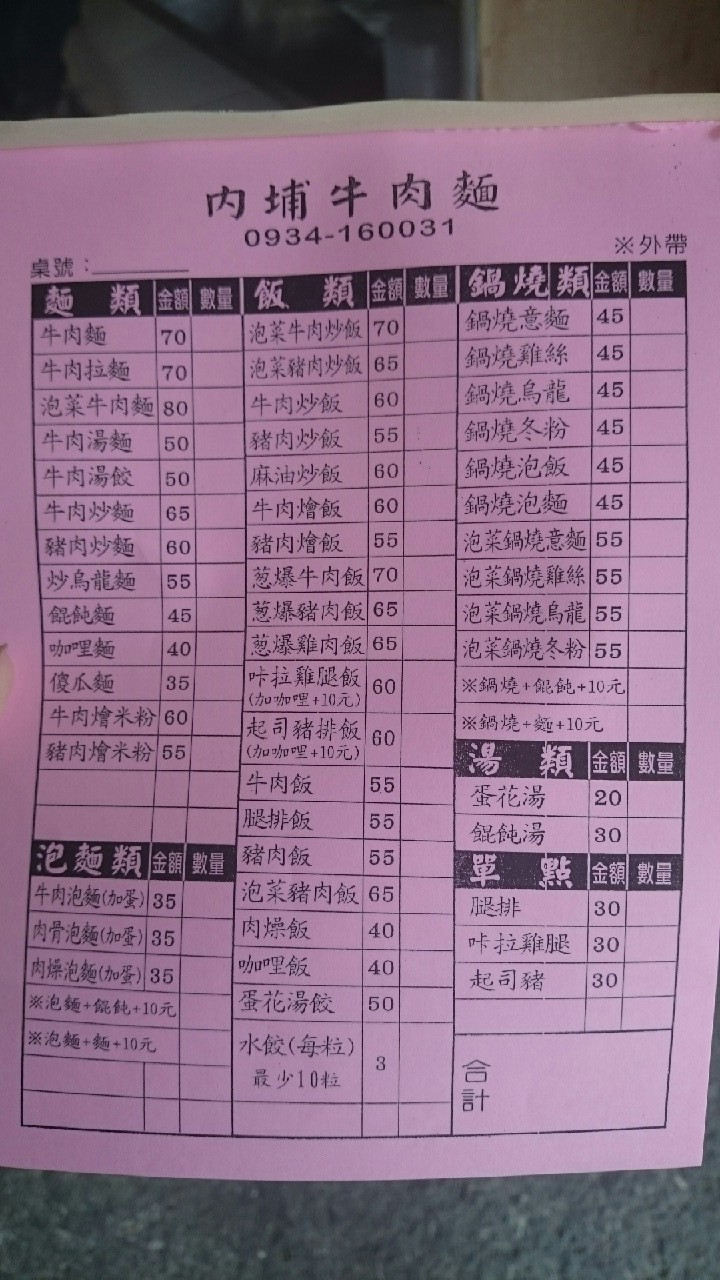 內埔牛肉麵
0934-160031
桌號：
※外帶
麵類 金額 數量
牛肉麵 70
牛肉拉麵 70
泡菜牛肉麵 80
牛肉湯麵 50
牛肉湯餃 50
牛肉炒麵 65
豬肉炒麵 60
炒烏龍麵 55
餛飩麵 45
咖哩麵 40
傻瓜麵 35
牛肉燴米粉 60
豬肉燴米粉 55
泡麵類 金額 數量
牛肉泡麵(加蛋) 35
肉骨泡麵(加蛋) 35
肉燥泡麵(加蛋) 35
※泡麵+餛飩+10元
※泡麵+麵+10元
飯類 金額 數量
泡菜牛肉炒飯 70
泡菜豬肉炒飯 65
牛肉炒飯 60
豬肉炒飯 55
麻油炒飯 60
牛肉燴飯 60
豬肉燴飯 55
蔥爆牛肉飯 70
蔥爆豬肉飯 65
蔥爆雞肉飯 65
咔拉雞腿飯 60
(加咖哩+10元)
起司豬排飯 60
(加咖哩+10元)
牛肉飯 55
腿排飯 55
豬肉飯 55
泡菜豬肉飯 65
肉燥飯 40
咖哩飯 40
蛋花湯餃 50
水餃(每粒) 3
最少10粒
鍋燒類 金額 數量
鍋燒意麵 45
鍋燒雞絲 45
鍋燒烏龍 45
鍋燒冬粉 45
鍋燒泡飯 45
鍋燒泡麵 45
泡菜鍋燒意麵 55
泡菜鍋燒雞絲 55
泡菜鍋燒烏龍 55
泡菜鍋燒冬粉 55
※鍋燒+餛飩+10元
※鍋燒+麵+10元
湯類 金額 數量
蛋花湯 20
餛飩湯 30
單點 金額 數量
腿排 30
咔拉雞腿 30
起司豬 30
合計